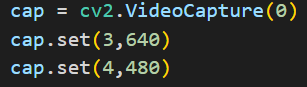 cap = cv2.VideoCapture(0)
cap.set(3,640)
cap.set(4,480)